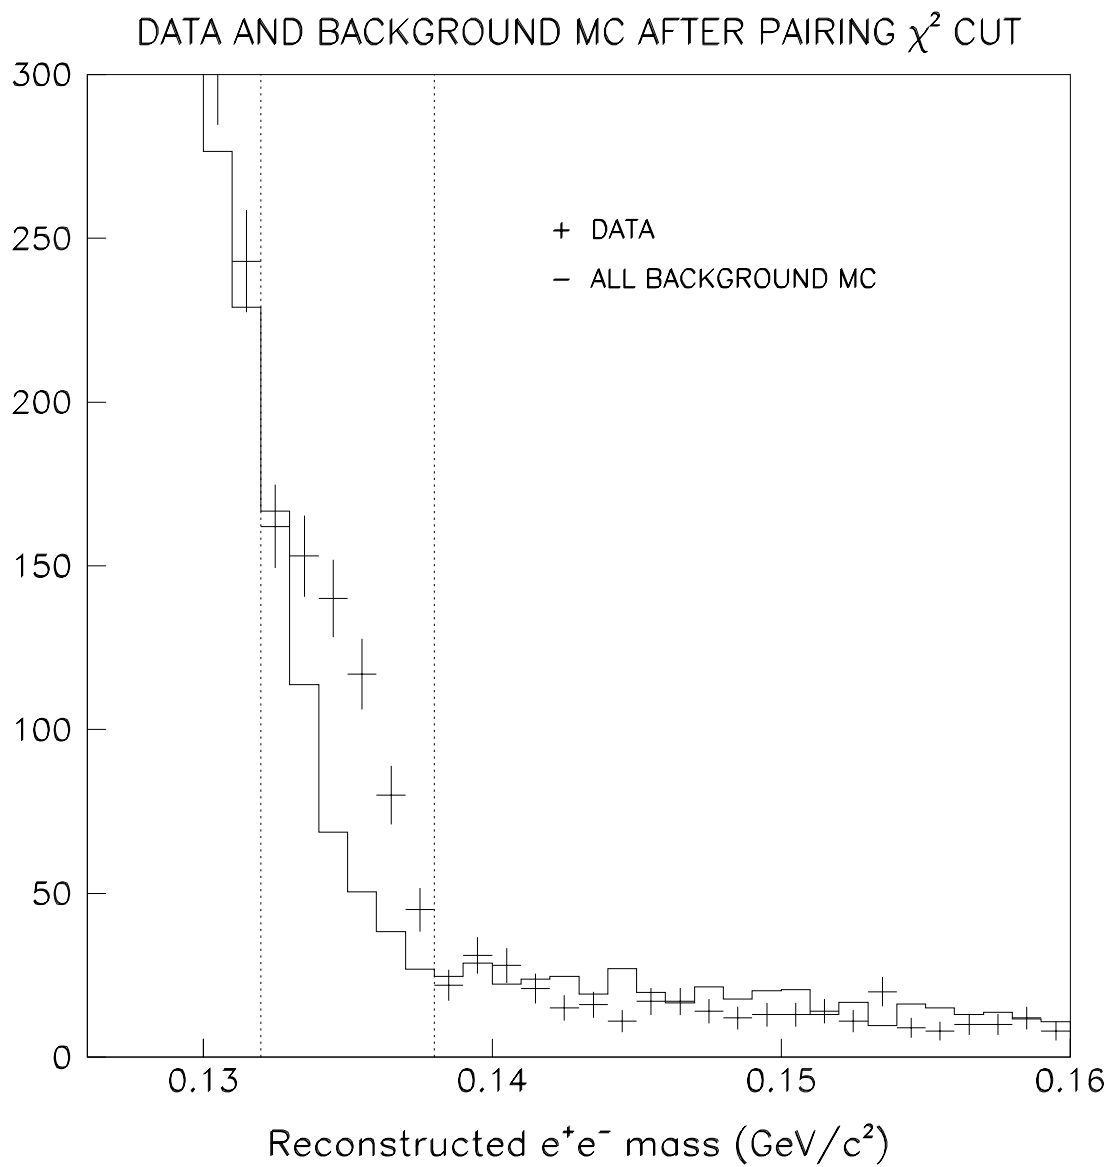 DATA AND BACKGROUND MC AFTER PAIRING χ² CUT
300
250
200
150
100
50
0
+ DATA
− ALL BACKGROUND MC
0.13 0.14 0.15 0.16
Reconstructed e⁺e⁻ mass (GeV/c²)